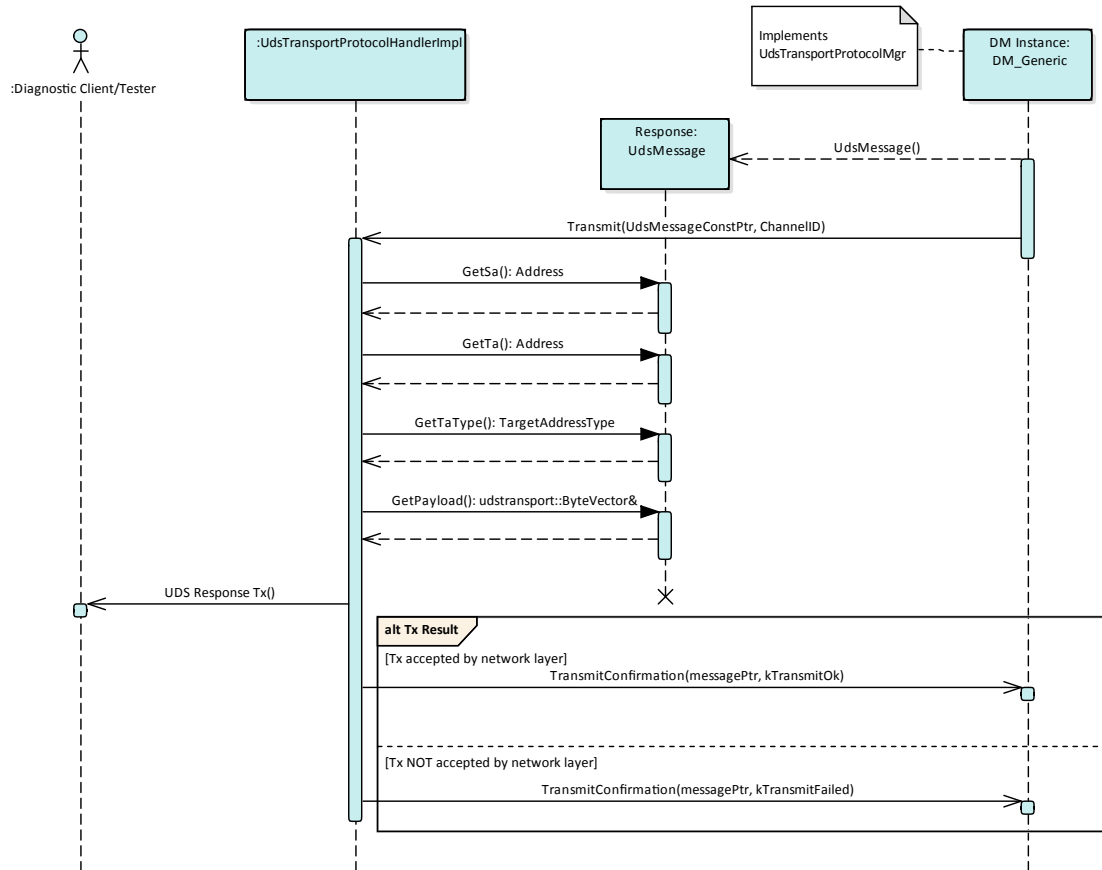 :Diagnostic Client/Tester
:UdsTransportProtocolHandlerImpl
Implements
UdsTransportProtocolMgr
DM Instance:
DM_Generic
Response:
UdsMessage
UdsMessage()
Transmit(UdsMessageConstPtr, ChannelID)
GetSa(): Address
GetTa(): Address
GetTaType(): TargetAddressType
GetPayload(): udstransport::ByteVector&
UDS Response Tx()
alt Tx Result
[Tx accepted by network layer]
TransmitConfirmation(messagePtr, kTransmitOk)
[Tx NOT accepted by network layer]
TransmitConfirmation(messagePtr, kTransmitFailed)